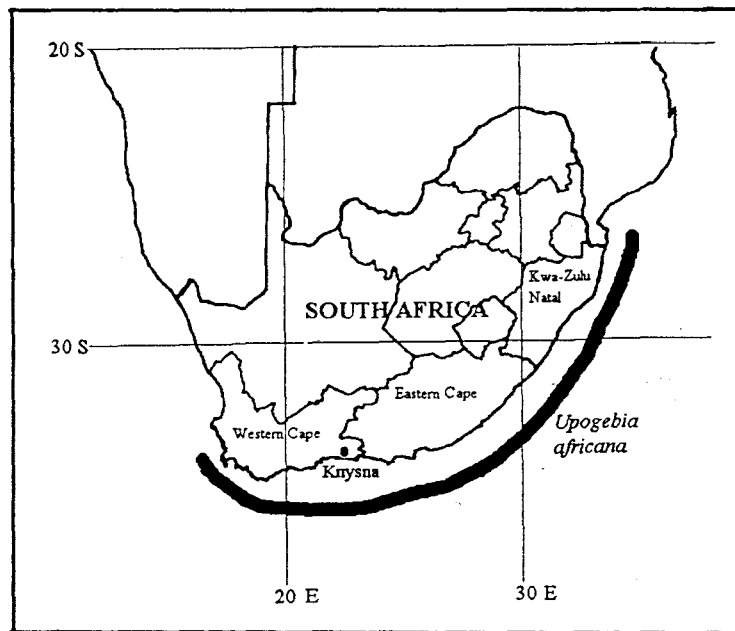 20 S
Kwa-Zulu
Natal
SOUTH AFRICA
30 S
Eastern Cape
Western Cape
Upogebia
africana
Knysna
20 E
30 E